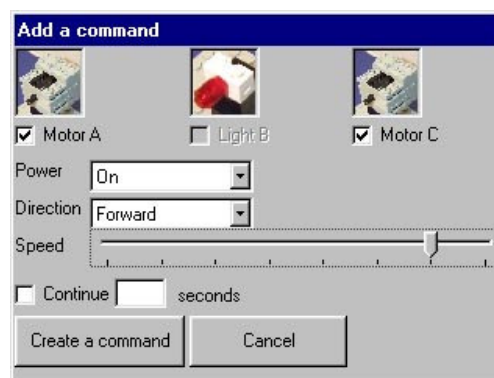 Add a command
Motor A Light B Motor C
Power On
Direction Forward
Speed
Continue seconds
Create a command Cancel